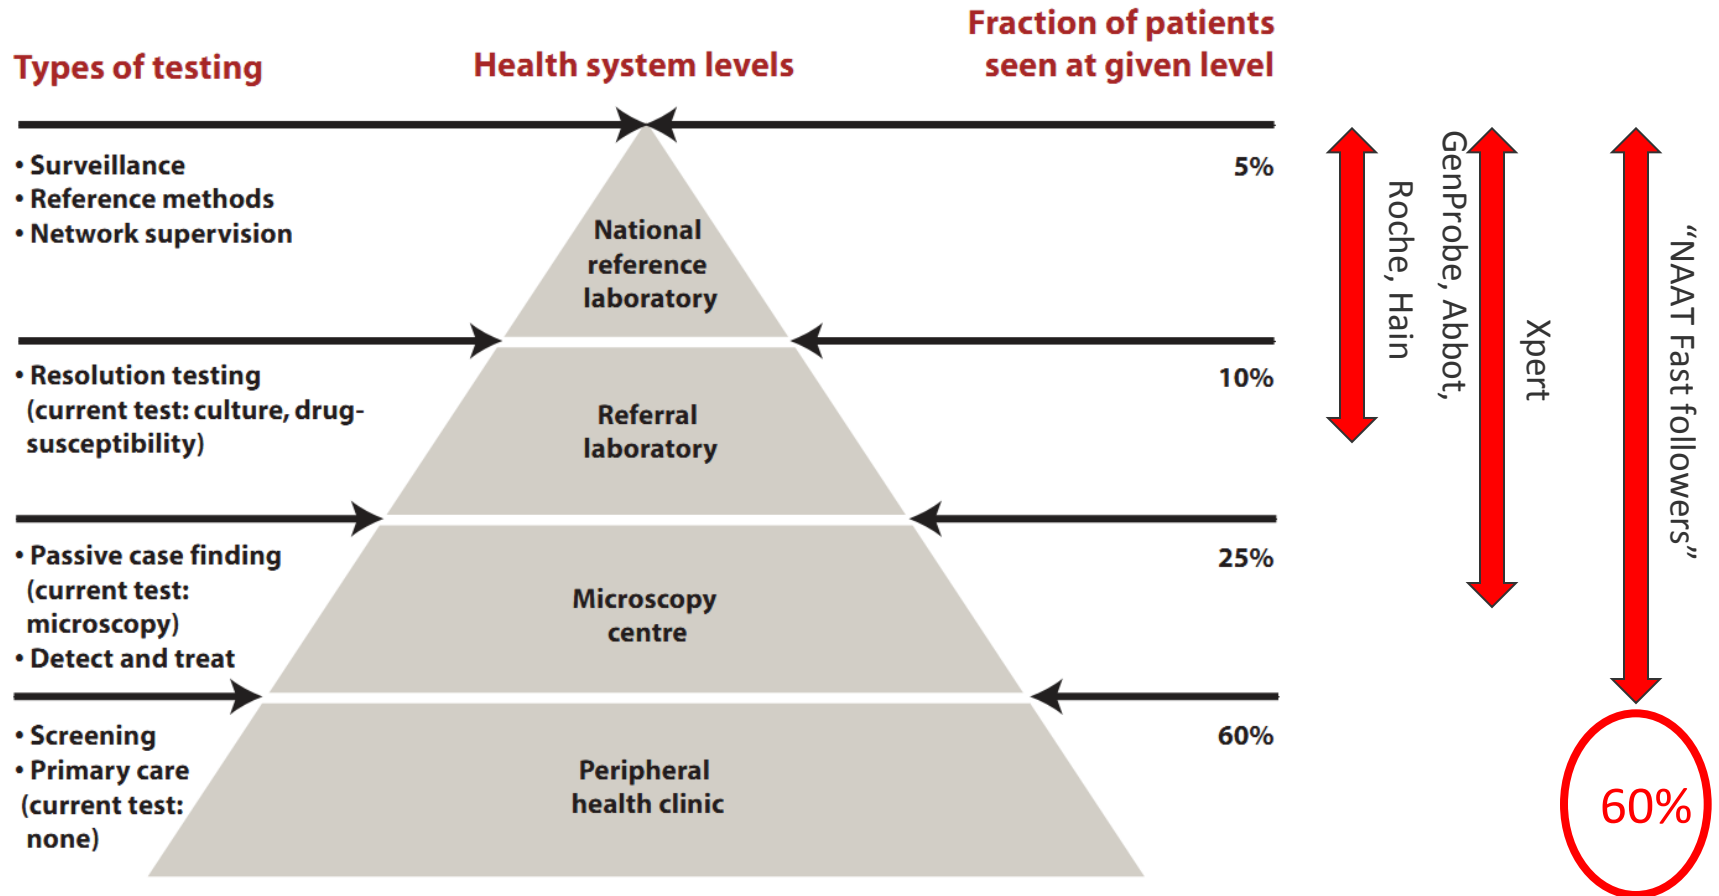 Types of testing
Health system levels
Fraction of patients
seen at given level
• Surveillance
• Reference methods
• Network supervision
National
reference
laboratory
5%
• Resolution testing
(current test: culture, drug-
susceptibility)
Referral
laboratory
10%
• Passive case finding
(current test:
microscopy)
• Detect and treat
Microscopy
centre
25%
• Screening
• Primary care
(current test:
none)
Peripheral
health clinic
60%
GenProbe, Abbot,
Roche, Hain
Xpert
“NAAT Fast followers”
60%